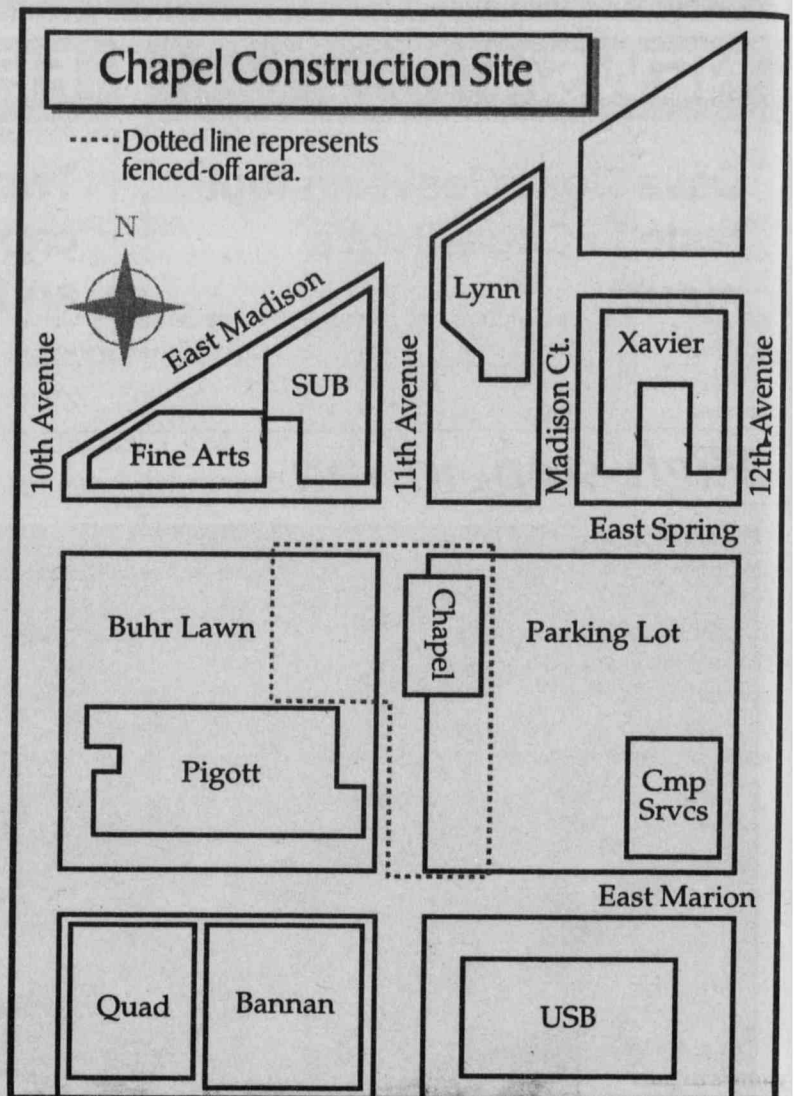 Chapel Construction Site
Dotted line represents
fenced-off area.
N
East Madison
10th Avenue
11th Avenue
Madison Ct.
12th Avenue
Lynn
Xavier
SUB
Fine Arts
East Spring
Buhr Lawn
Chapel
Parking Lot
Pigott
Cmp
Srvcs
East Marion
Quad
Bannan
USB